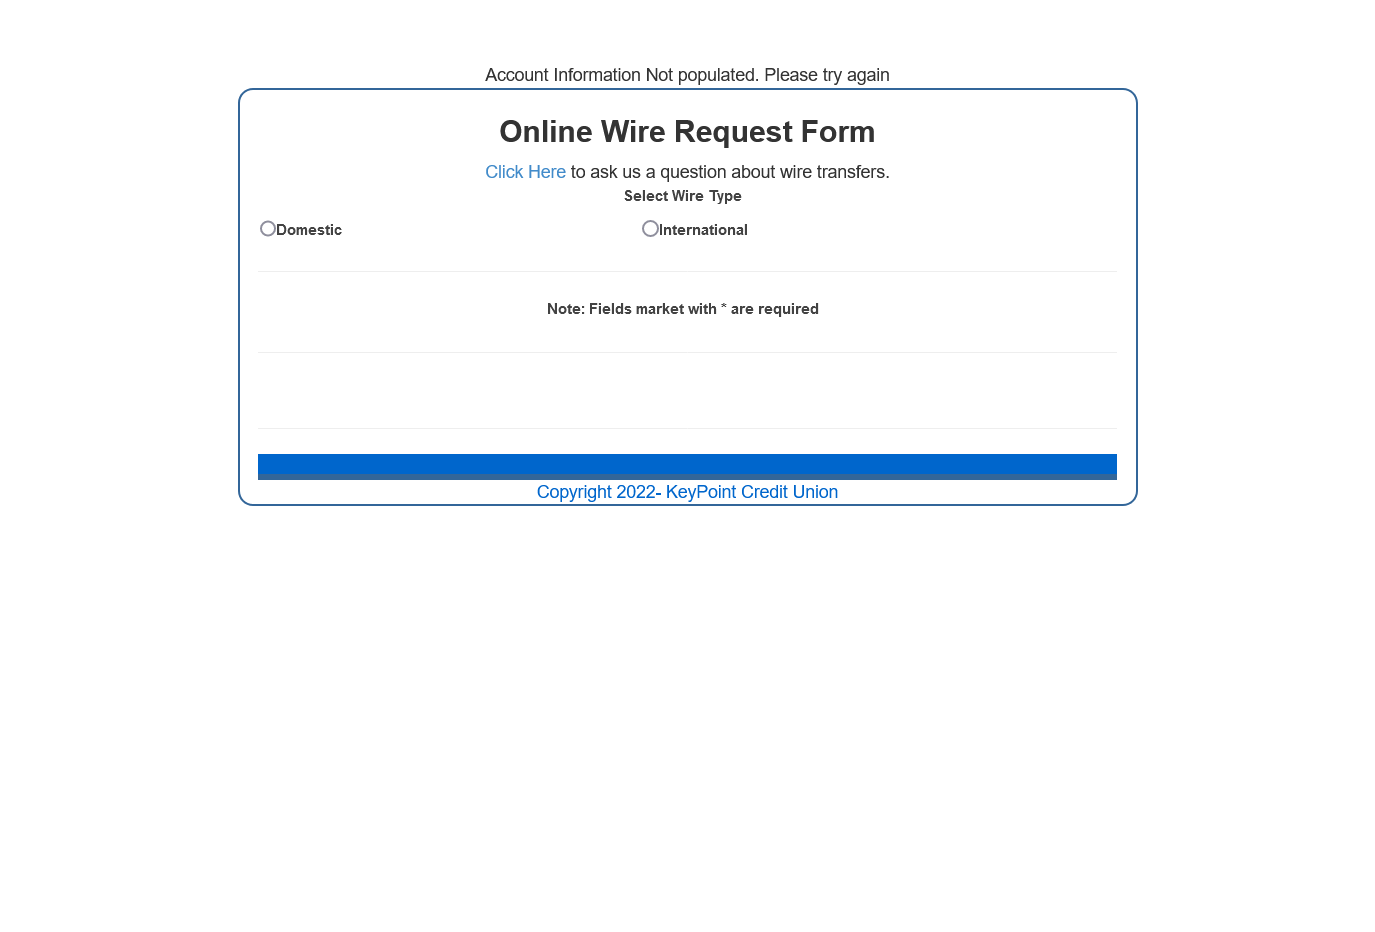 Account Information Not populated. Please try again
Online Wire Request Form
Click Here to ask us a question about wire transfers.
Select Wire Type
Domestic
International
Note: Fields market with * are required
Copyright 2022- KeyPoint Credit Union